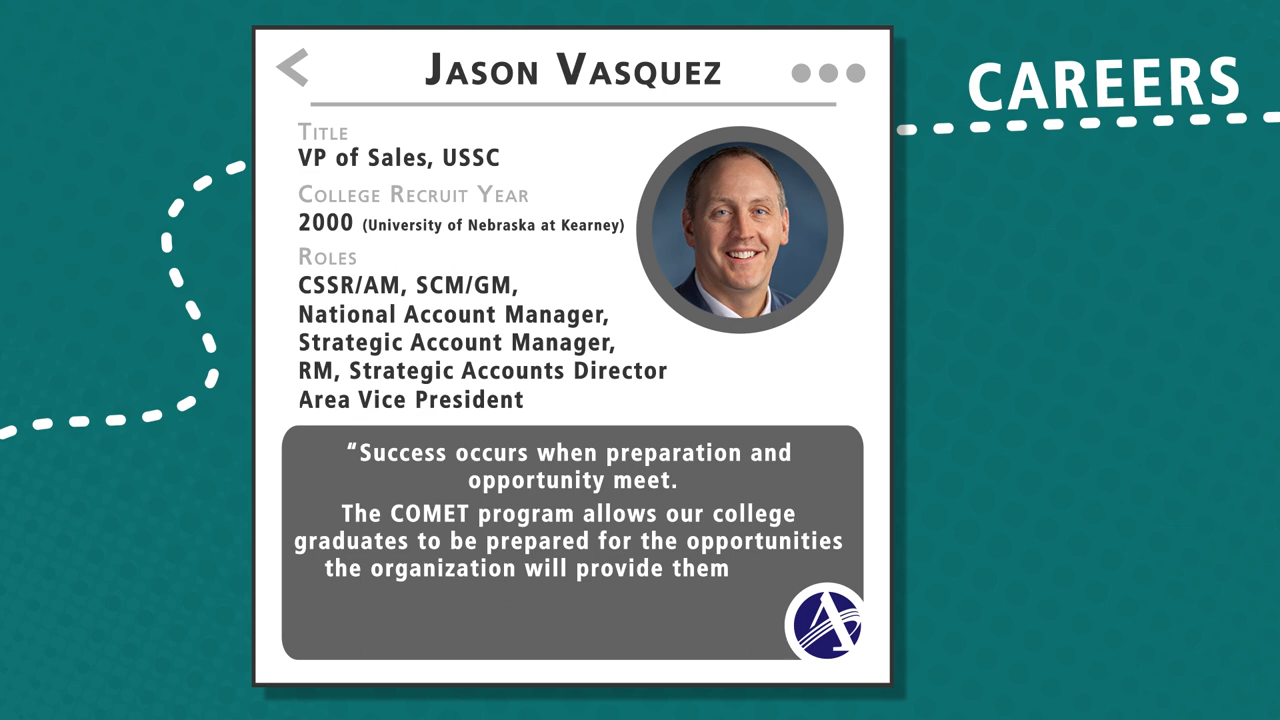 JASON VASQUEZ
CAREERS
TITLE
VP of Sales, USSC
COLLEGE RECRUIT YEAR
2000 (University of Nebraska at Kearney)
ROLES
CSSR/AM, SCM/GM,
National Account Manager,
Strategic Account Manager,
RM, Strategic Accounts Director
Area Vice President
“Success occurs when preparation and
opportunity meet.
The COMET program allows our college
graduates to be prepared for the opportunities
the organization will provide them
A